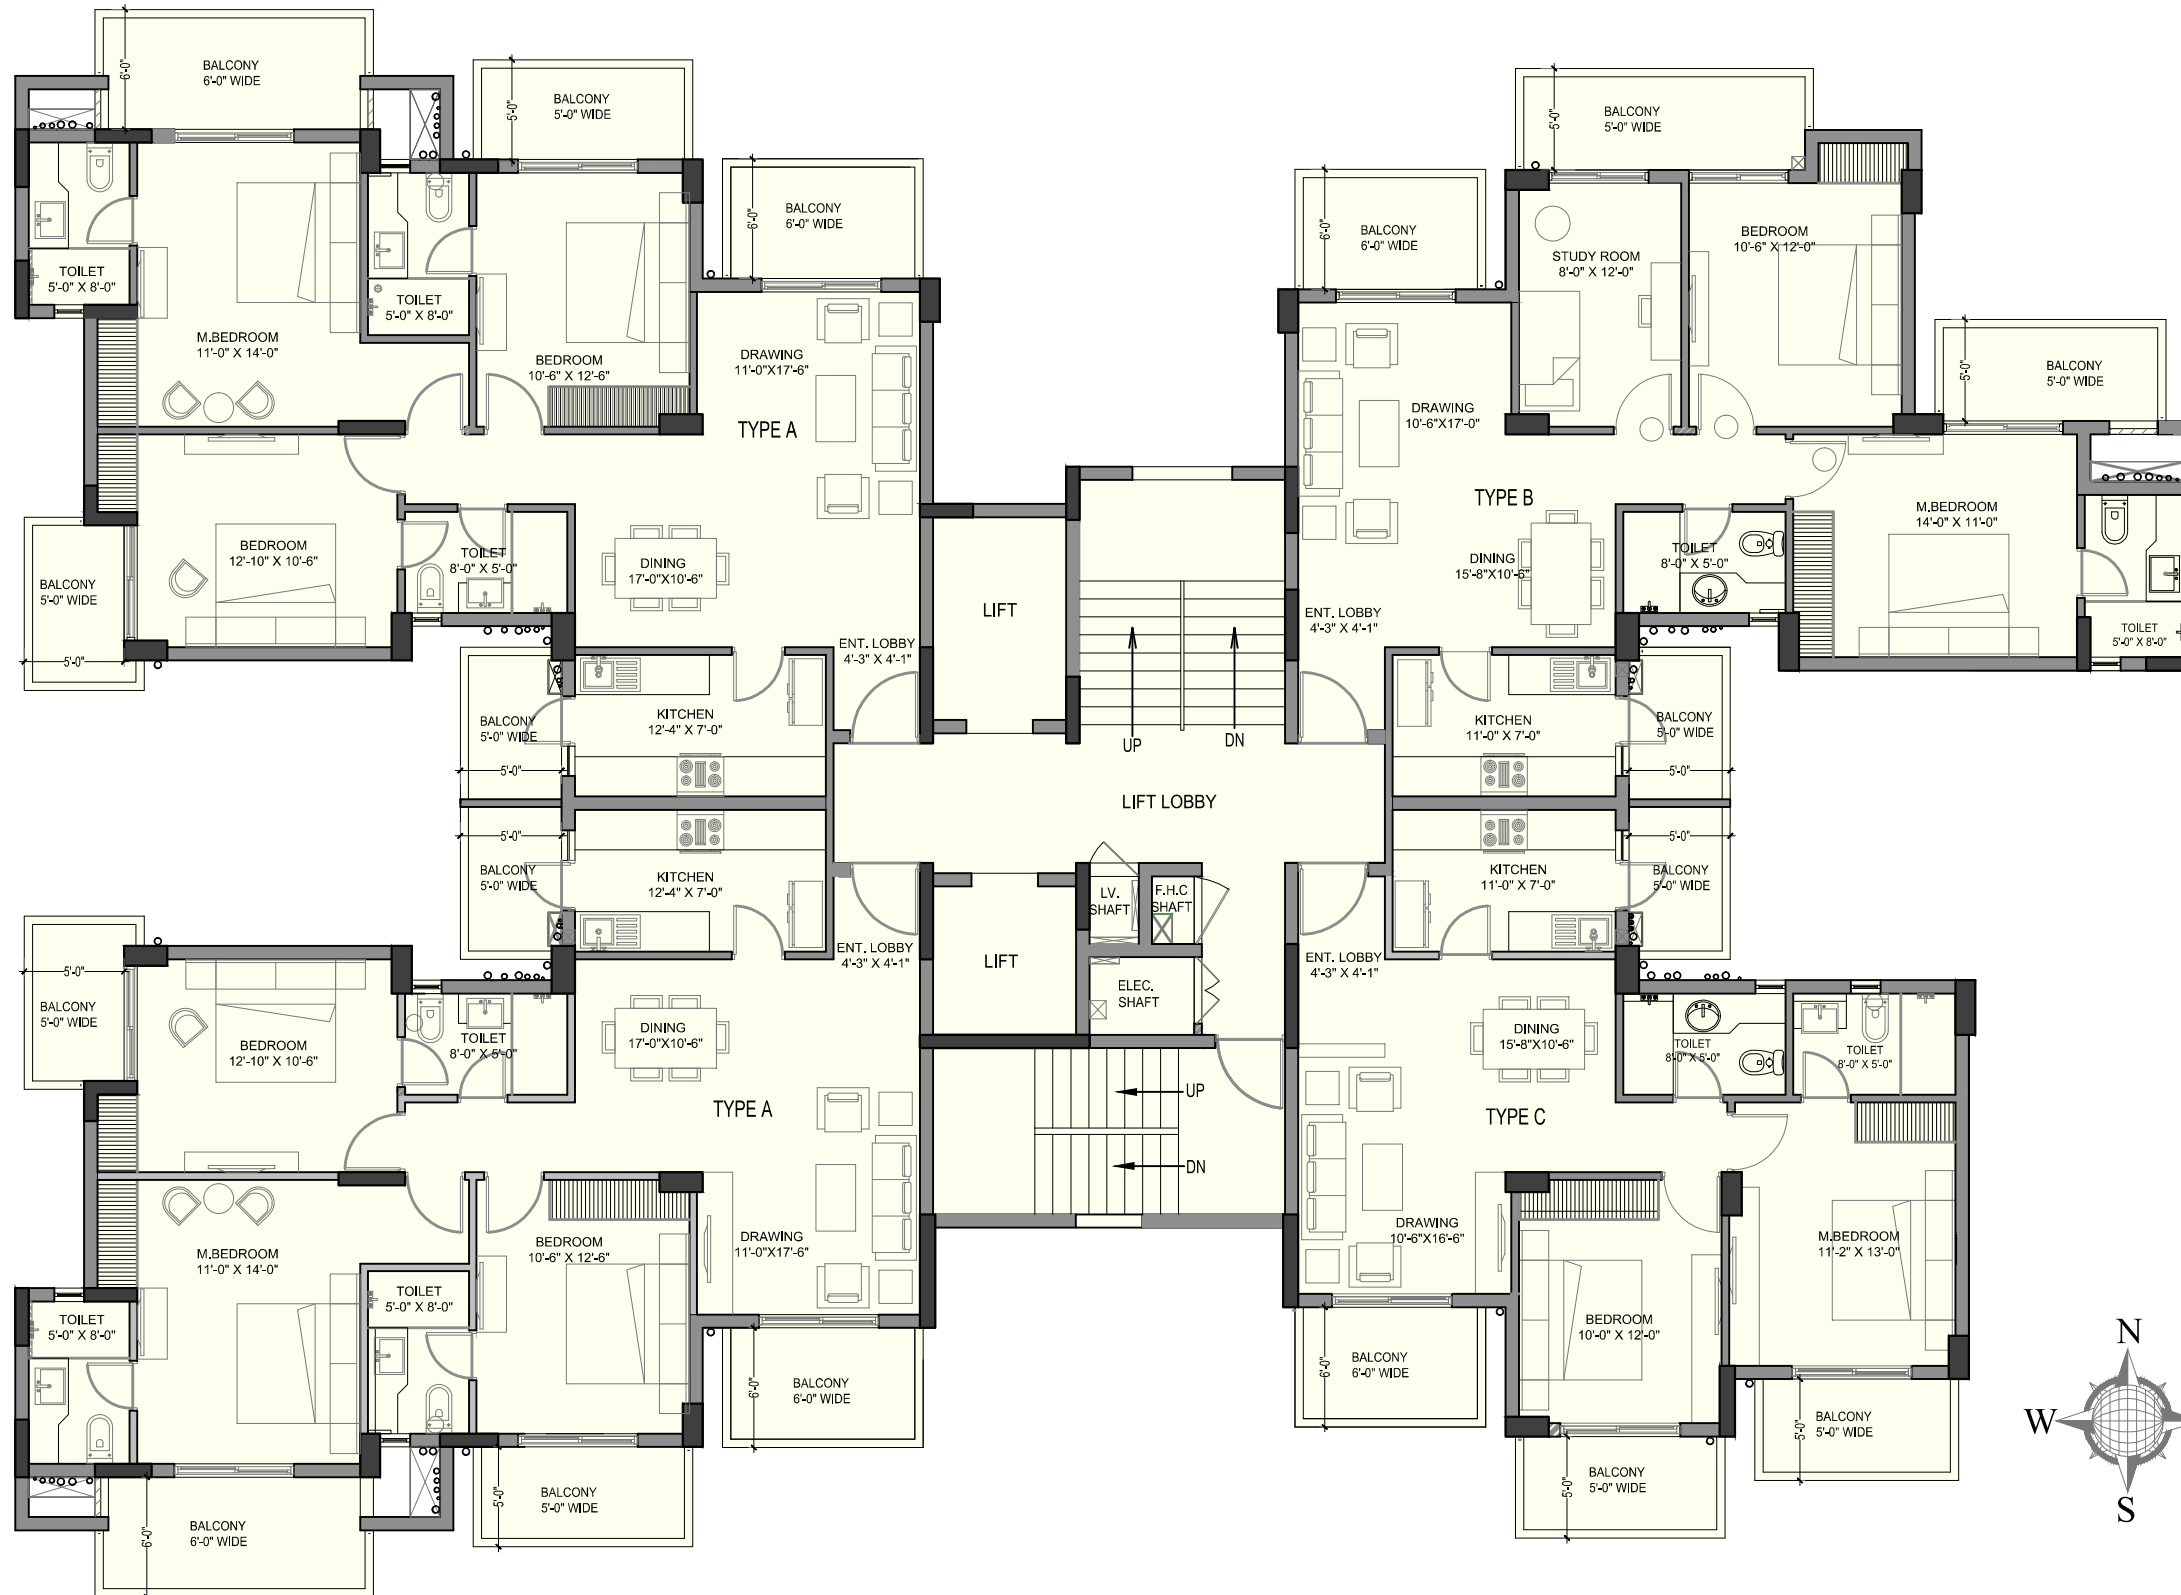 BALCONY
6'-0" WIDE
6'-0"
BALCONY
5'-0" WIDE
5'-0"
BALCONY
6'-0" WIDE
6'-0"
TOILET
5'-0" X 8'-0"
TOILET
5'-0" X 8'-0"
M.BEDROOM
11'-0" X 14'-0"
BEDROOM
10'-6" X 12'-6"
DRAWING
11'-0"X17'-6"
TYPE A
BEDROOM
12'-10" X 10'-6"
BALCONY
5'-0" WIDE
5'-0"
TOILET
8'-0" X 5'-0"
DINING
17'-0"X10'-6"
ENT. LOBBY
4'-3" X 4'-1"
KITCHEN
12'-4" X 7'-0"
BALCONY
5'-0" WIDE
5'-0"
BALCONY
5'-0" WIDE
5'-0"
BALCONY
6'-0" WIDE
6'-0"
STUDY ROOM
8'-0" X 12'-0"
BEDROOM
10'-6" X 12'-0"
BALCONY
5'-0" WIDE
5'-0"
DRAWING
10'-6"X17'-0"
TYPE B
M.BEDROOM
14'-0" X 11'-0"
DINING
15'-8"X10'-6"
TOILET
8'-0" X 5'-0"
TOILET
5'-0" X 8'-0"
ENT. LOBBY
4'-3" X 4'-1"
KITCHEN
11'-0" X 7'-0"
BALCONY
5'-0" WIDE
5'-0"
LIFT
UP
DN
LIFT LOBBY
LV.
SHAFT
F.H.C
SHAFT
LIFT
ELEC.
SHAFT
UP
DN
5'-0"
BALCONY
5'-0" WIDE
KITCHEN
12'-4" X 7'-0"
ENT. LOBBY
4'-3" X 4'-1"
5'-0"
BALCONY
5'-0" WIDE
BEDROOM
12'-10" X 10'-6"
TOILET
8'-0" X 5'-0"
DINING
17'-0"X10'-6"
TYPE A
M.BEDROOM
11'-0" X 14'-0"
BEDROOM
10'-6" X 12'-6"
DRAWING
11'-0"X17'-6"
TOILET
5'-0" X 8'-0"
TOILET
5'-0" X 8'-0"
BALCONY
6'-0" WIDE
6'-0"
BALCONY
5'-0" WIDE
5'-0"
BALCONY
6'-0" WIDE
6'-0"
5'-0"
BALCONY
5'-0" WIDE
KITCHEN
11'-0" X 7'-0"
ENT. LOBBY
4'-3" X 4'-1"
DINING
15'-8"X10'-6"
TOILET
8'-0" X 5'-0"
TOILET
8'-0" X 5'-0"
TYPE C
DRAWING
10'-6"X16'-6"
M.BEDROOM
11'-2" X 13'-0"
BEDROOM
10'-0" X 12'-0"
BALCONY
6'-0" WIDE
6'-0"
BALCONY
5'-0" WIDE
5'-0"
BALCONY
5'-0" WIDE
5'-0"
N
W
S